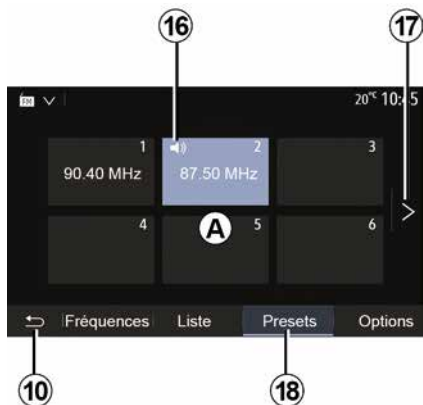 16 17
FM 20°C 10:45
1 2 3
90.40 MHz 87.50 MHz
4 A 5 6
Fréquences Liste Presets Options
10 18